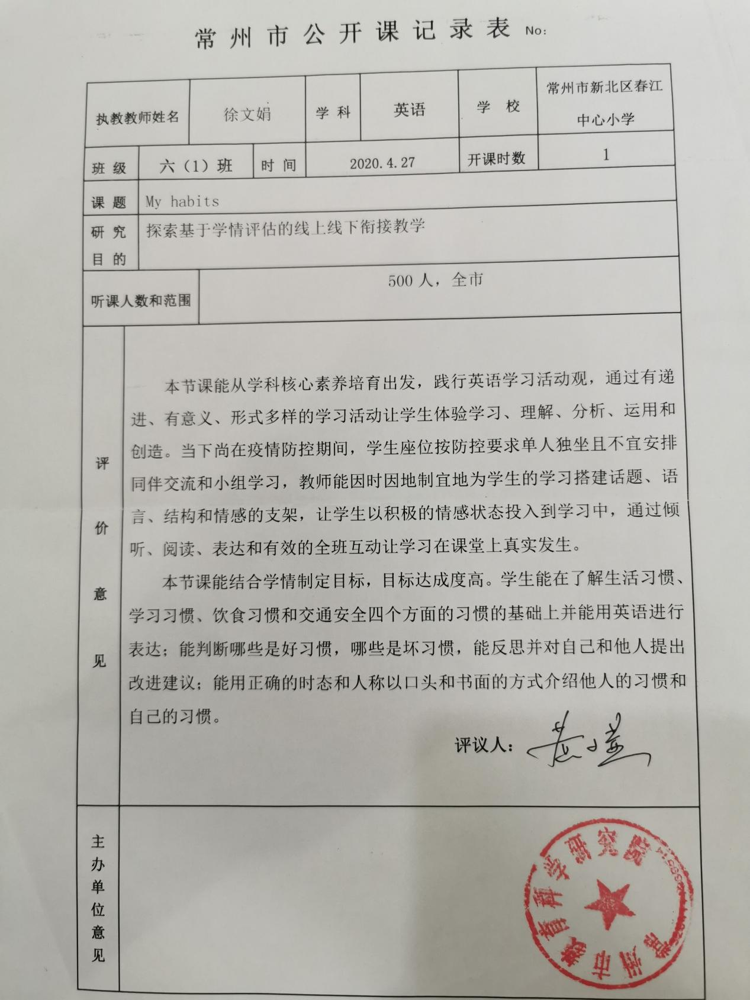 常州市公开课记录表 No:
执教教师姓名 徐文娟 学科 英语 学校 常州市新北区春江
中心小学
班级 六（1）班 时间 2020.4.27 开课时数 1
课题 My habits
研究 探索基于学情评估的线上线下衔接教学
目的
听课人数和范围 500人，全市
评价意见
本节课能从学科核心素养培育出发，践行英语学习活动观，通过有递
进、有意义、形式多样的学习活动让学生体验学习、理解、分析、运用和
创造。当下尚在疫情防控期间，学生座位按防控要求单人独坐且不宜安排
同伴交流和小组学习，教师能因时因地制宜地为学生的学习搭建话题、语
言、结构和情感的支架，让学生以积极的情感状态投入到学习中，通过倾
听、阅读、表达和有效的全班互动让学习在课堂上真实发生。
本节课能结合学情制定目标，目标达成度高。学生能在了解生活习惯、
学习习惯、饮食习惯和交通安全四个方面的习惯的基础上并能用英语进行
表达；能判断哪些是好习惯，哪些是坏习惯，能反思并对自己和他人提出
改进建议；能用正确的时态和人称以口头和书面的方式介绍他人的习惯和
自己的习惯。
评议人：
主办单位意见
常州市教育科学研究院